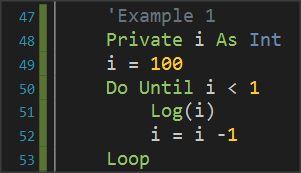 47 'Example 1
48 Private i As Int
49 i = 100
50 Do Until i < 1
51 Log(i)
52 i = i -1
53 Loop